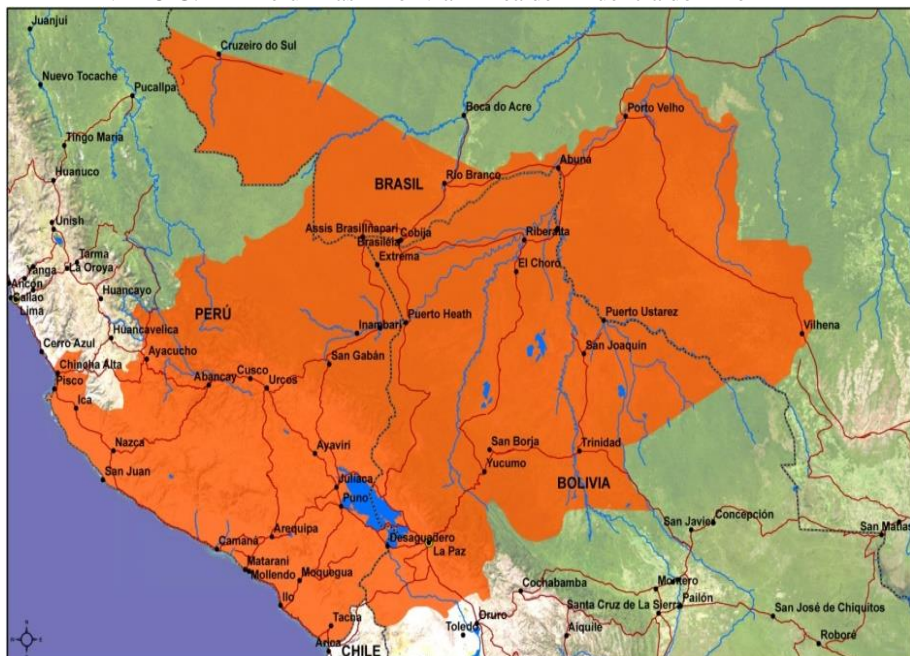 Juanjui
Cruzeiro do Sul
Nuevo Tocache
Pucallpa
Boca do Acre
Porto Velho
Tingo Maria
Abuna
Huanuco
BRASIL
Rio Branco
Unish
Assis Brasil
Iñapari
Cobija
Brasiléia
Riberalta
Extrema
Tarma
La Oroya
Yanga
El Choro
Ancón
Callao
Lima
Huancayo
PERÚ
Puerto Heath
Puerto Ustarez
Inambari
Vilhena
Huancavelica
Cerro Azul
Ayacucho
San Joaquín
San Gabán
Chincha Alta
Pisco
Abancay
Cusco
Urcos
Ica
Nazca
Ayaviri
San Borja
Trinidad
Yucumo
San Juan
Juliaca
BOLIVIA
Puno
Concepción
San Javier
Arequipa
San Matias
Camaná
Desaguadero
La Paz
Matarani
Mollendo
Moquegua
Cochabamba
Montero
Ilo
Santa Cruz de La Sierra
Pailón
Oruro
San José de Chiquitos
Tacna
Toledo
Aiquile
Roboré
Arica
CHILE